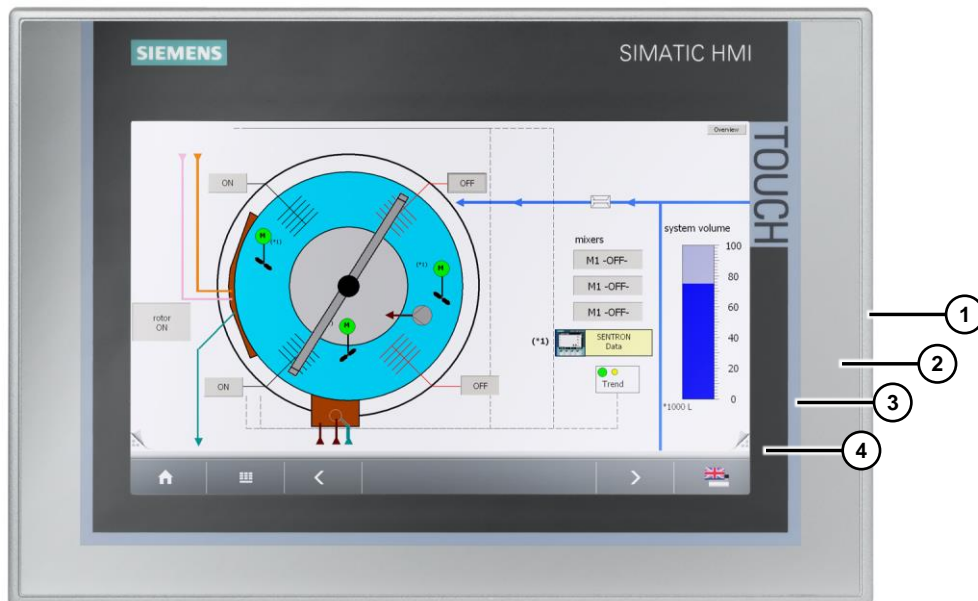 SIEMENS
SIMATIC HMI
TOUCH
Overview
ON
OFF
M
(*1)
(*1)
M
M
rotor
ON
ON
OFF
mixers
M1 -OFF-
M1 -OFF-
M1 -OFF-
(*1)
SENTRON
Data
Trend
system volume
100
80
60
40
20
0
*1000 L
1
2
3
4